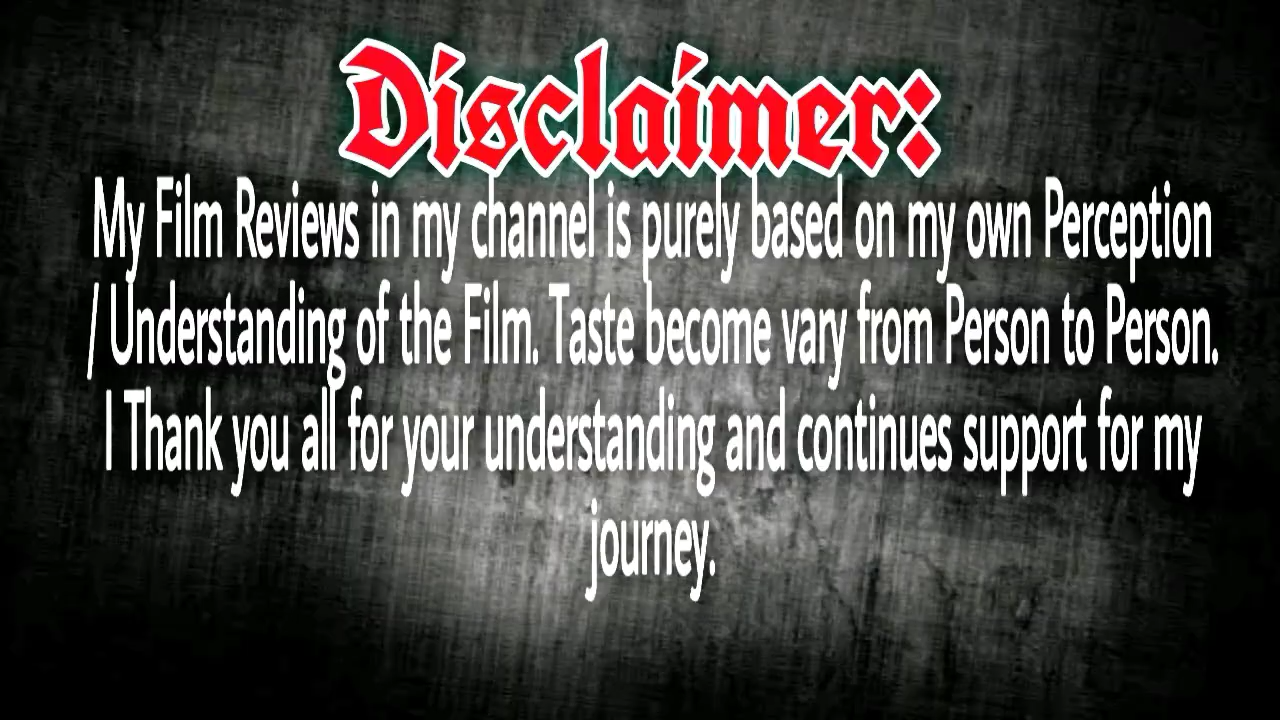 Disclaimer:
My Film Reviews in my channel is purely based on my own Perception
/ Understanding of the Film. Taste become vary from Person to Person.
I Thank you all for your understanding and continues support for my
journey.